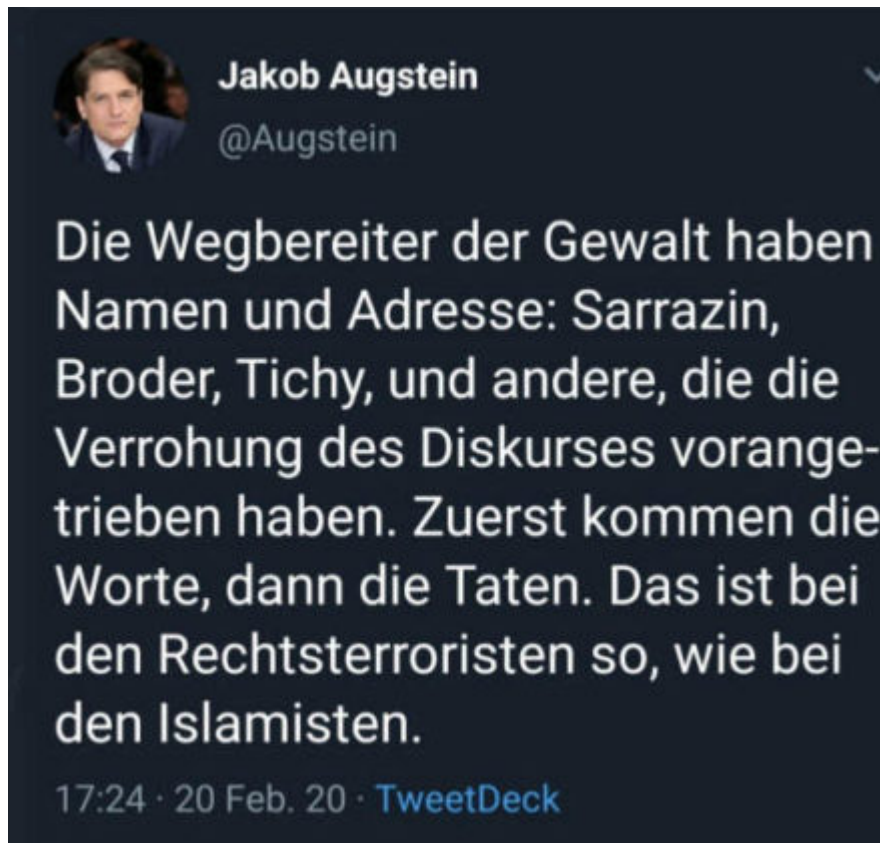 Jakob Augstein
@Augstein
Die Wegbereiter der Gewalt haben
Namen und Adresse: Sarrazin,
Broder, Tichy, und andere, die die
Verrohung des Diskurses vorange-
trieben haben. Zuerst kommen die
Worte, dann die Taten. Das ist bei
den Rechtsterroristen so, wie bei
den Islamisten.
17:24 · 20 Feb. 20 · TweetDeck